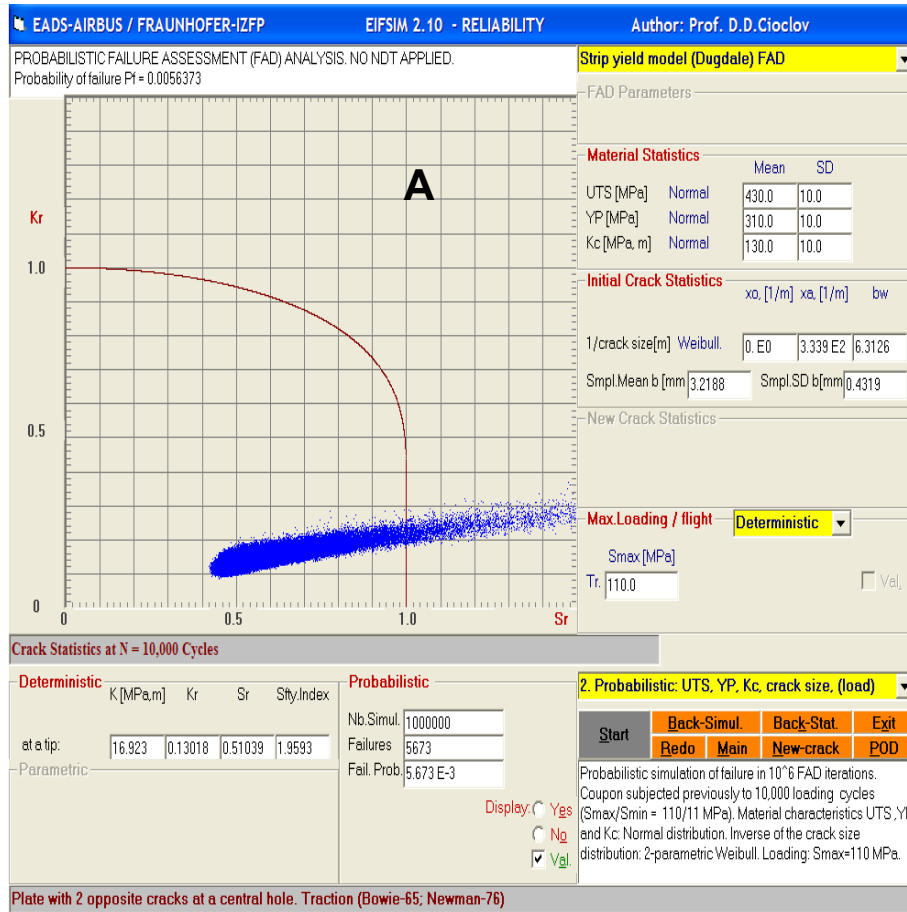 EADS-AIRBUS / FRAUNHOFER-IZFP EIFSIM 2.10 - RELIABILITY Author: Prof. D.D.Cioclov
PROBABILISTIC FAILURE ASSESSMENT (FAD) ANALYSIS. NO NDT APPLIED.
Probability of failure Pf = 0.0056373
Strip yield model (Dugdale) FAD
FAD Parameters
A
Kr
1.0
0.5
0
0 0.5 1.0 Sr
Material Statistics
Mean SD
UTS [MPa] Normal 430.0 10.0
YP [MPa] Normal 310.0 10.0
Kc [MPa, m] Normal 130.0 10.0
Initial Crack Statistics
xo, [1/m] xa, [1/m] bw
1/crack size[m] Weibull. 0. E0 3.339 E2 6.3126
Smpl.Mean b [mm 3.2188 Smpl.SD b[mm 0.4319
New Crack Statistics
Max.Loading / flight Deterministic
Smax [MPa]
Tr. 110.0 Val,
Crack Statistics at N = 10,000 Cycles
Deterministic
K [MPa,m] Kr Sr Sfty.Index
at a tip: 16.923 0.13018 0.51039 1.9593
Parametric
Probabilistic
Nb.Simul. 1000000
Failures 5673
Fail. Prob. 5.673 E-3
Display: Yes
No
Val.
2. Probabilistic: UTS, YP, Kc, crack size, (load)
Start Back-Simul. Back-Stat. Exit
Redo Main New-crack POD
Probabilistic simulation of failure in 10^6 FAD iterations.
Coupon subjected previously to 10,000 loading cycles
(Smax/Smin = 110/11 MPa). Material characteristics UTS ,YI
and Kc: Normal distribution. Inverse of the crack size
distribution: 2-parametric Weibull. Loading: Smax=110 MPa.
Plate with 2 opposite cracks at a central hole. Traction (Bowie-65; Newman-76)